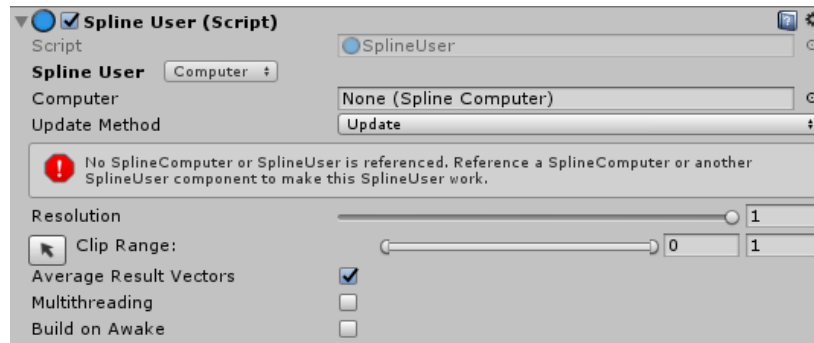 Spline User (Script)
Script SplineUser
Spline User Computer
Computer None (Spline Computer)
Update Method Update
No SplineComputer or SplineUser is referenced. Reference a SplineComputer or another
SplineUser component to make this SplineUser work.
Resolution 1
Clip Range: 0 1
Average Result Vectors
Multithreading
Build on Awake